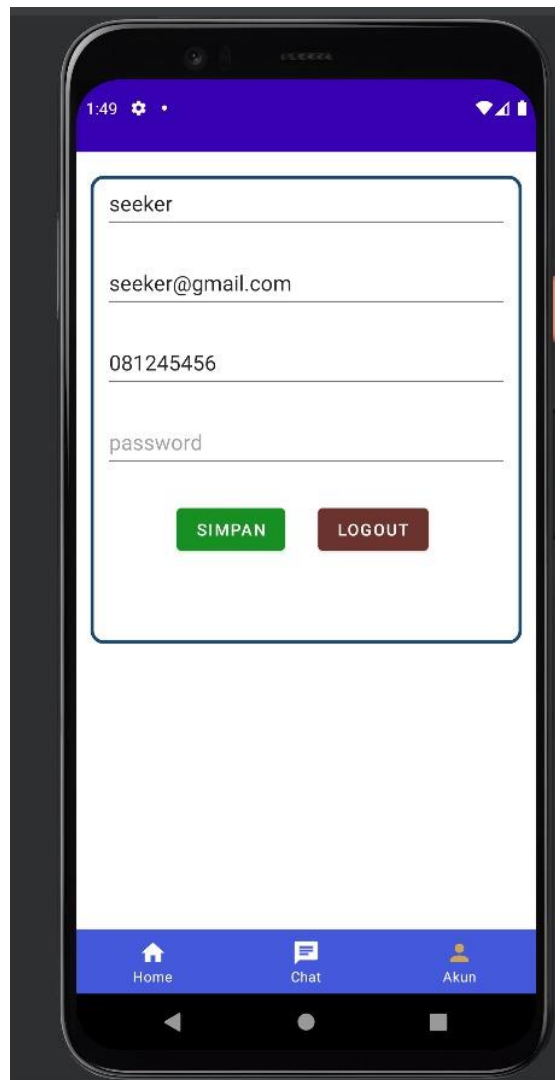 1:49
seeker
seeker@gmail.com
081245456
password
SIMPAN LOGOUT
Home Chat Akun